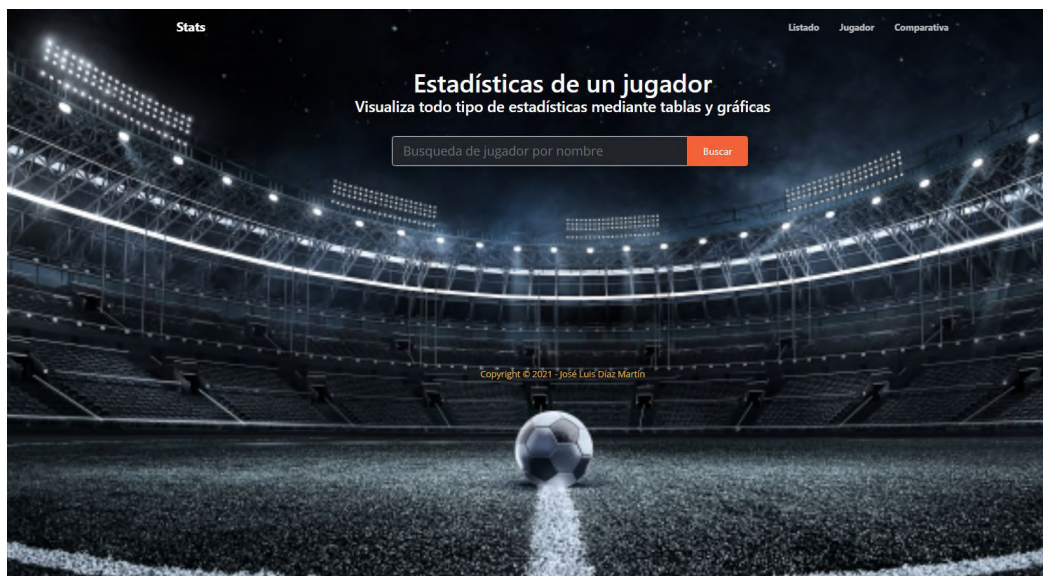 Stats
Listado Jugador Comparativa
Estadísticas de un jugador
Visualiza todo tipo de estadísticas mediante tablas y gráficas
Busqueda de jugador por nombre
Buscar
Copyright © 2021 - José Luis Díaz Martín